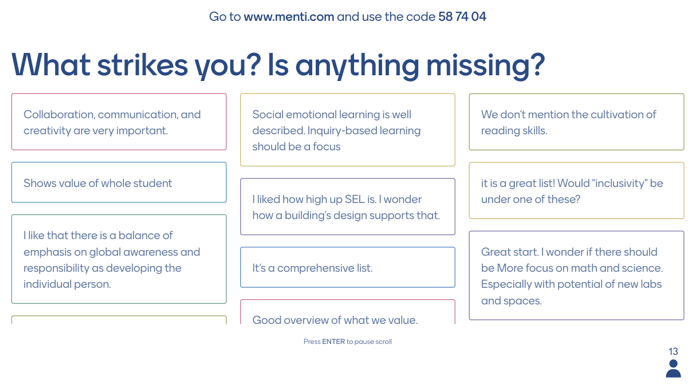 Go to www.menti.com and use the code 58 74 04
What strikes you? Is anything missing?
Collaboration, communication, and
creativity are very important.
Shows value of whole student
I like that there is a balance of
emphasis on global awareness and
responsibility as developing the
individual person.
Social emotional learning is well
described. Inquiry-based learning
should be a focus
I liked how high up SEL is. I wonder
how a building's design supports that.
It's a comprehensive list.
Good overview of what we value.
We don't mention the cultivation of
reading skills.
it is a great list! Would "inclusivity" be
under one of these?
Great start. I wonder if there should
be More focus on math and science.
Especially with potential of new labs
and spaces.
Press ENTER to pause scroll
13